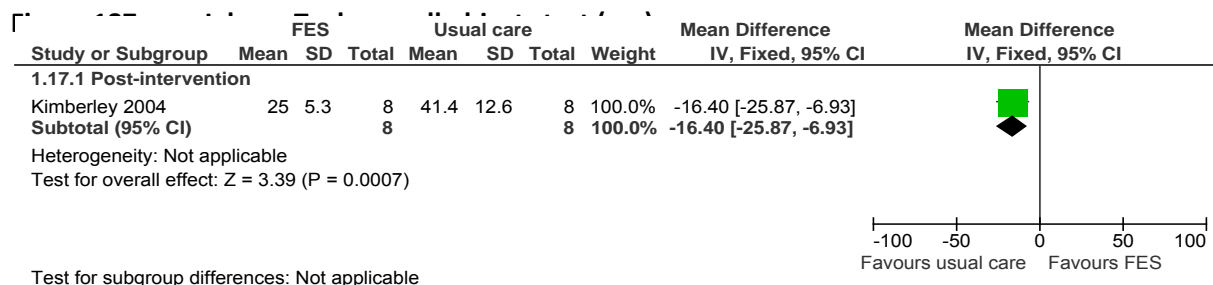 FES Usual care Mean Difference Mean Difference
Study or Subgroup Mean SD Total Mean SD Total Weight IV, Fixed, 95% CI IV, Fixed, 95% CI
1.17.1 Post-intervention
Kimberley 2004 25 5.3 8 41.4 12.6 8 100.0% -16.40 [-25.87, -6.93]
Subtotal (95% CI) 8 8 100.0% -16.40 [-25.87, -6.93]
Heterogeneity: Not applicable
Test for overall effect: Z = 3.39 (P = 0.0007)
-100 -50 0 50 100
Favours usual care Favours FES
Test for subgroup differences: Not applicable